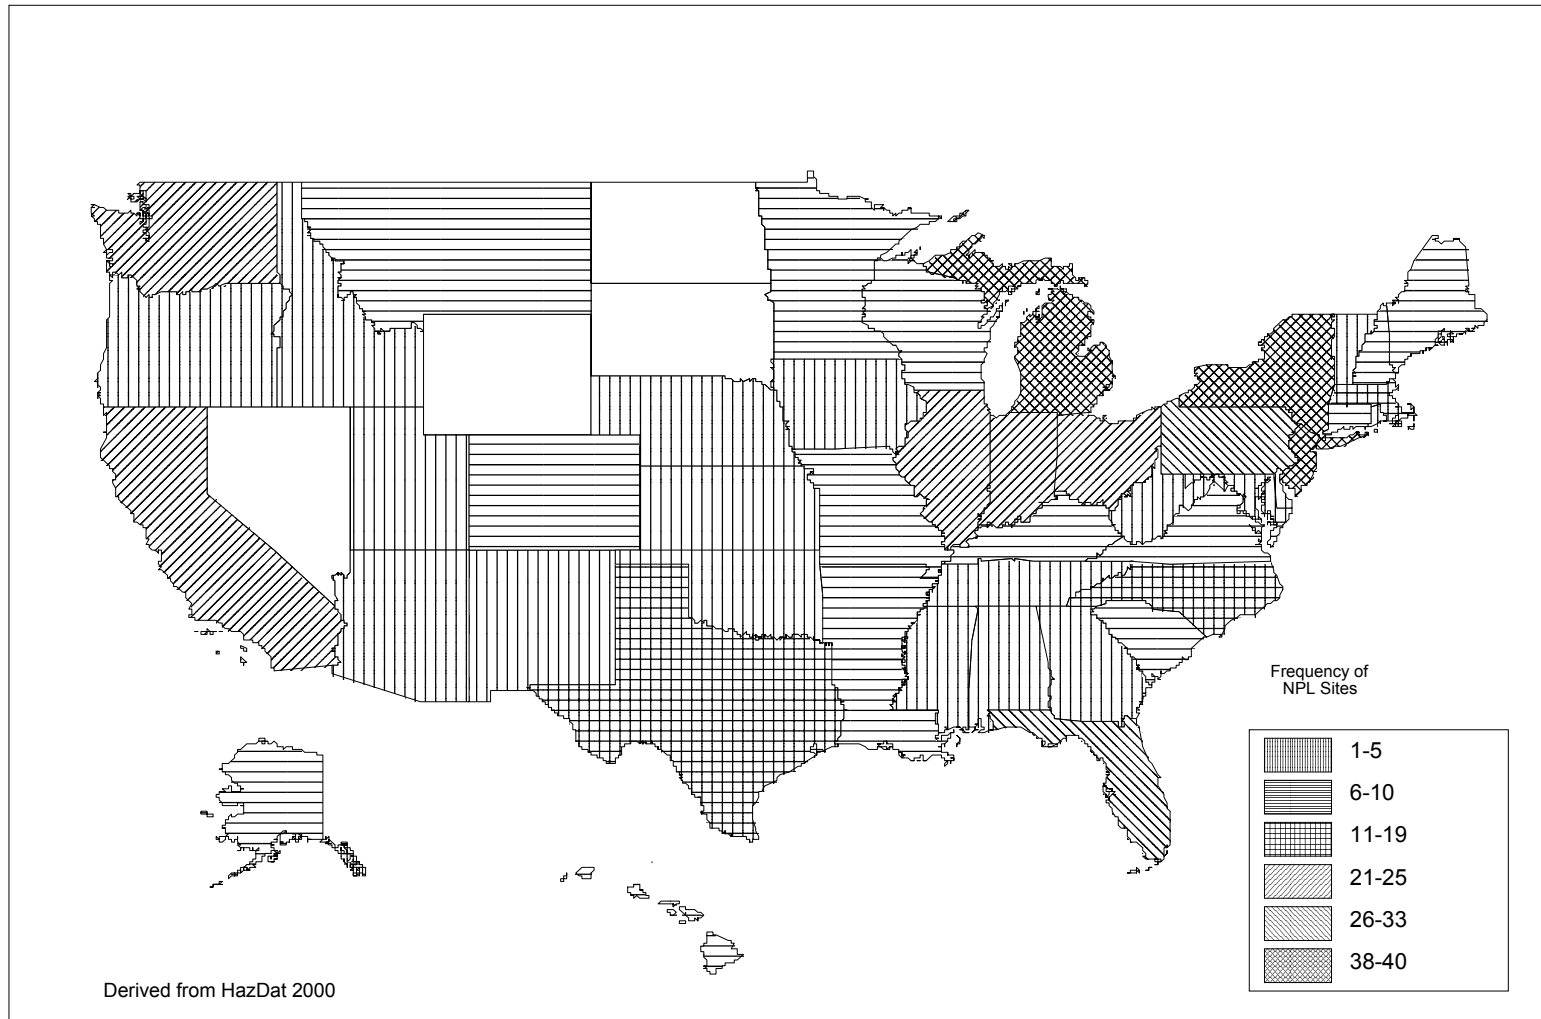 Frequency of
NPL Sites
1-5
6-10
11-19
21-25
26-33
38-40
Derived from HazDat 2000